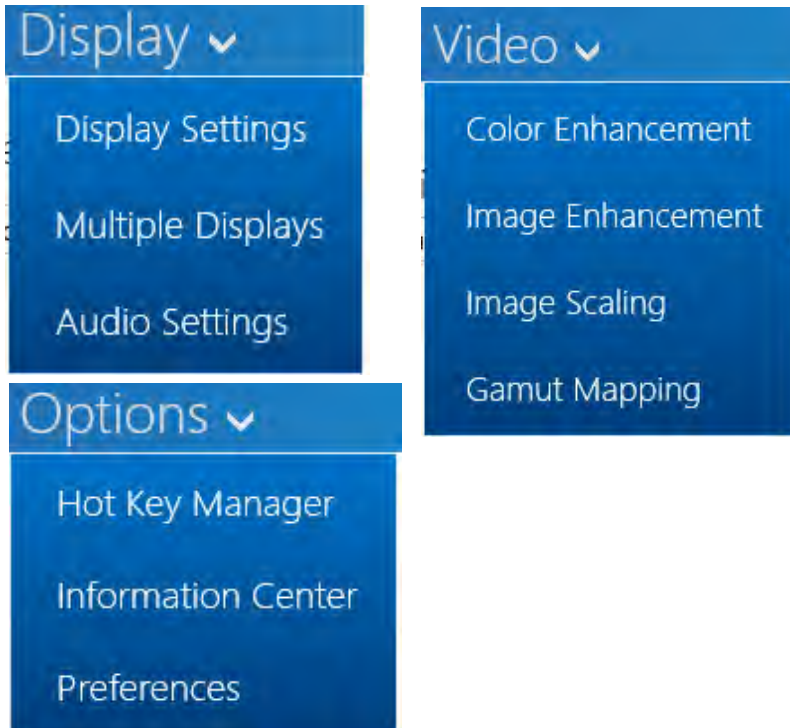 Display
Display Settings
Multiple Displays
Audio Settings
Video
Color Enhancement
Image Enhancement
Image Scaling
Gamut Mapping
Options
Hot Key Manager
Information Center
Preferences